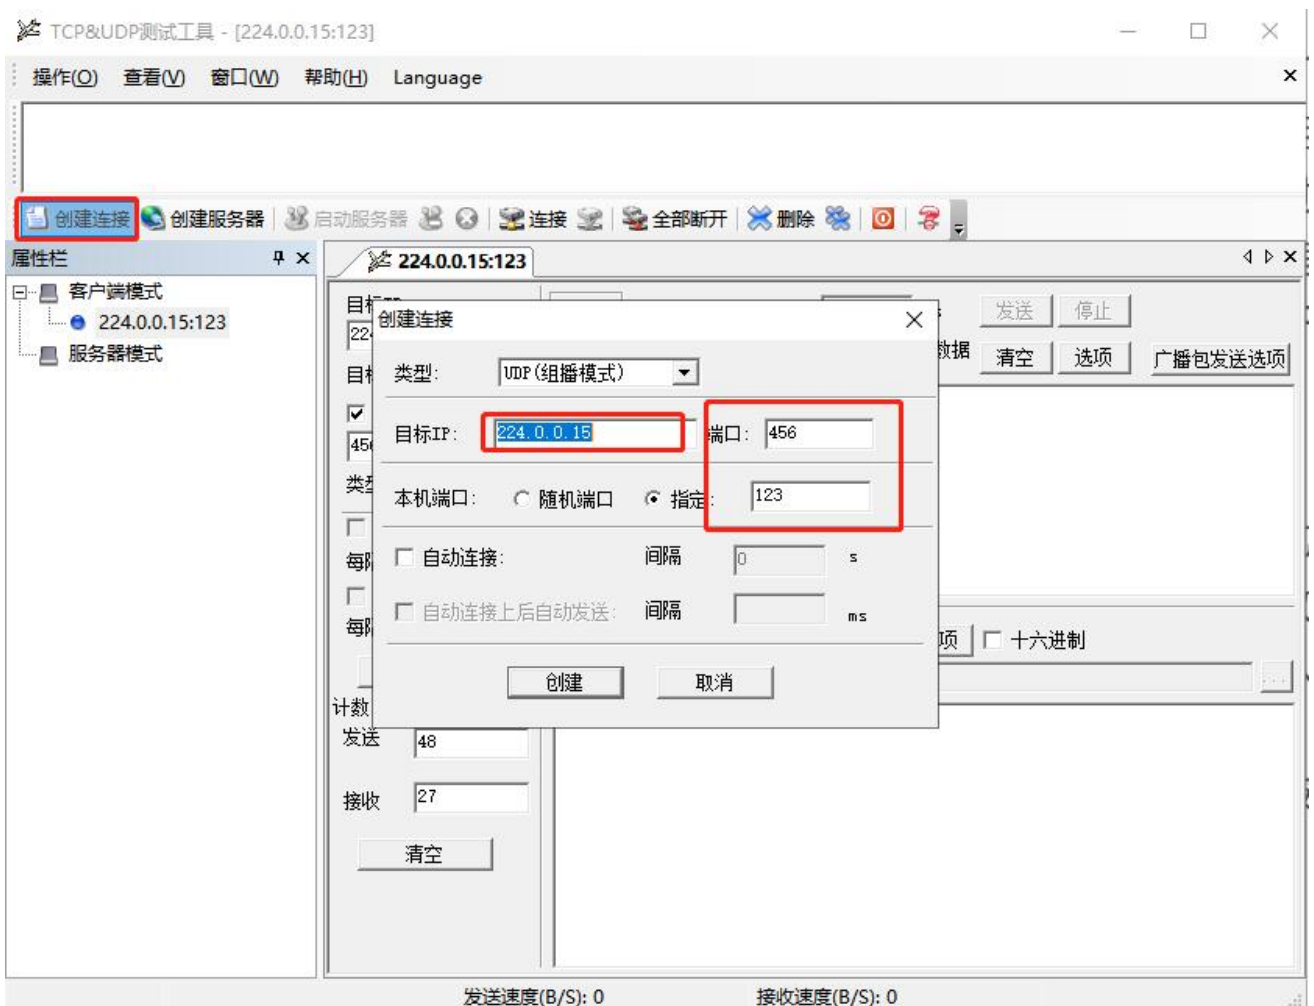 TCP&UDP测试工具 - [224.0.0.15:123]
操作(O) 查看(V) 窗口(W) 帮助(H) Language
创建连接 创建服务器 启动服务器 连接 全部断开 删除
属性栏
224.0.0.15:123
客户端模式
224.0.0.15:123
服务器模式
发送 停止
数据 清空 选项 广播包发送选项
创建连接
类型: UDP(组播模式)
目标IP: 224.0.0.15 端口: 456
本机端口: 随机端口 指定: 123
自动连接: 间隔 0 s
自动连接上后自动发送: 间隔 ms
创建 取消
项 十六进制
计数
发送 48
接收 27
清空
发送速度(B/S): 0 接收速度(B/S): 0